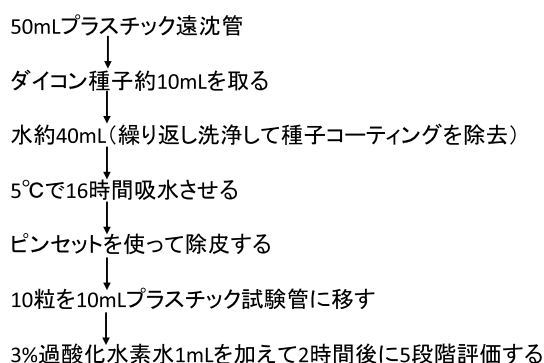 50mLプラスチック遠沈管
ダイコン種子約10mLを取る
水約40mL(繰り返し洗浄して種子コーティングを除去)
5℃で16時間吸水させる
ピンセットを使って除皮する
10粒を10mLプラスチック試験管に移す
3%過酸化水素水1mLを加えて2時間後に5段階評価する